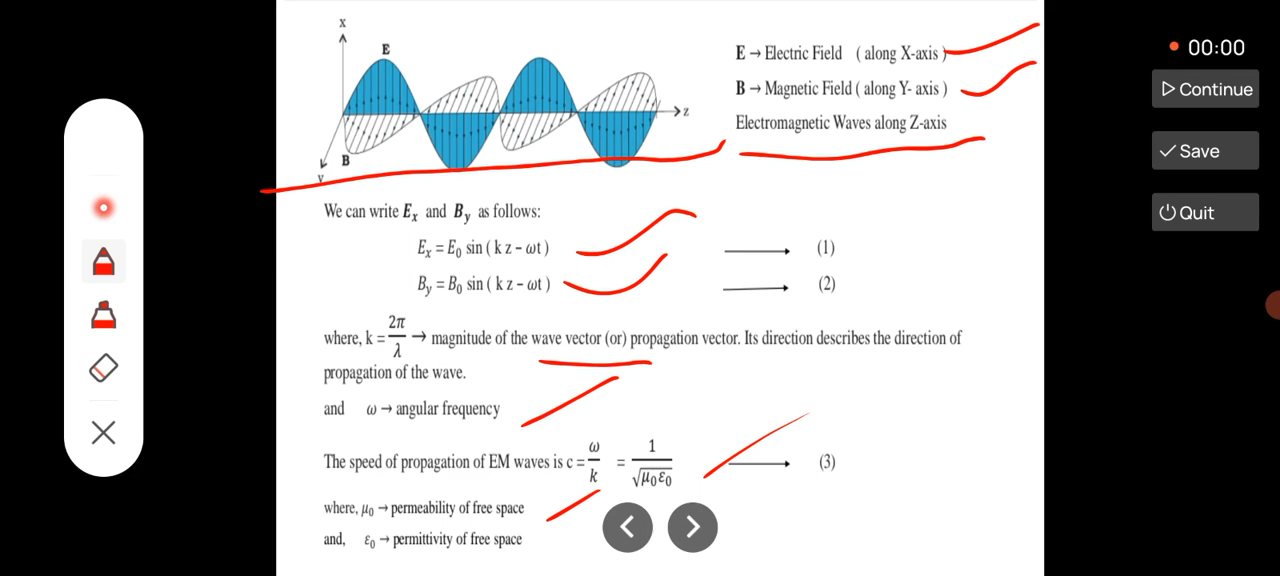 X
E
Z
B
y
E → Electric Field ( along X-axis )
B → Magnetic Field ( along Y- axis )
Electromagnetic Waves along Z-axis
00:00
Continue
Save
Quit
We can write Eₓ and B_y as follows:
Eₓ = E₀ sin ( k z – ωt ) (1)
B_y = B₀ sin ( k z – ωt ) (2)
where, k = 2π/λ → magnitude of the wave vector (or) propagation vector. Its direction describes the direction of
propagation of the wave.
and ω → angular frequency
The speed of propagation of EM waves is c = ω/k = 1/√μ₀ε₀ (3)
where, μ₀ → permeability of free space
and, ε₀ → permittivity of free space